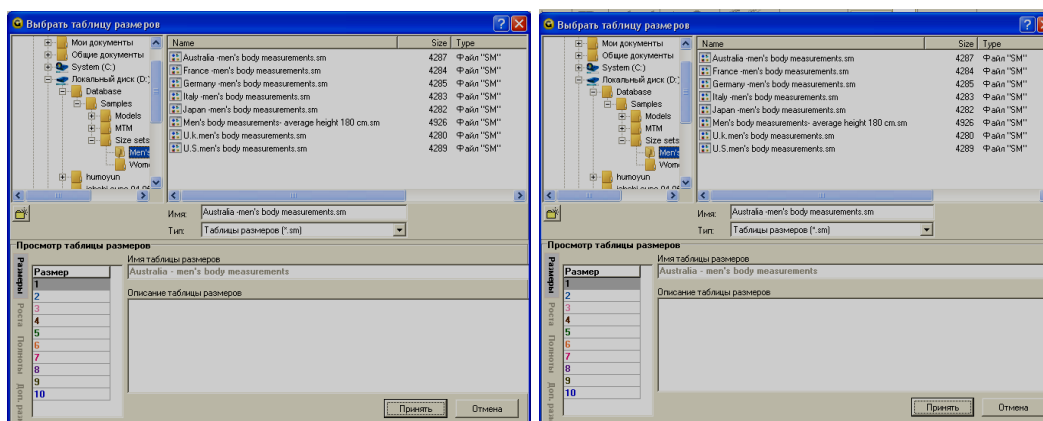 Выбрать таблицу размеров
Мои документы
Общие документы
System (C:)
Локальный диск (D:
Database
Samples
Models
MTM
Size sets
Men's
Wome
humoyun
Name Size Type
Australia -men's body measurements.sm 4287 Файл "SM"
France -men's body measurements.sm 4284 Файл "SM"
Germany -men's body measurements.sm 4285 Файл "SM"
Italy -men's body measurements.sm 4283 Файл "SM"
Japan -men's body measurements.sm 4282 Файл "SM"
Men's body measurements- average height 180 cm.sm 4926 Файл "SM"
U.k.men's body measurements.sm 4280 Файл "SM"
U.S.men's body measurements.sm 4289 Файл "SM"
Имя: Australia -men's body measurements.sm
Тип: Таблицы размеров (*.sm)
Просмотр таблицы размеров
Размеры
Роста
Полноты
Доп. раз
Размер
1
2
3
4
5
6
7
8
9
10
Имя таблицы размеров
Australia - men's body measurements
Описание таблицы размеров
Принять Отмена
Выбрать таблицу размеров
Мои документы
Общие документы
System (C:)
Локальный диск (D:
Database
Samples
Models
MTM
Size sets
Men's
Wome
humoyun
Name Size Type
Australia -men's body measurements.sm 4287 Файл "SM"
France -men's body measurements.sm 4284 Файл "SM"
Germany -men's body measurements.sm 4285 Файл "SM"
Italy -men's body measurements.sm 4283 Файл "SM"
Japan -men's body measurements.sm 4282 Файл "SM"
Men's body measurements- average height 180 cm.sm 4926 Файл "SM"
U.k.men's body measurements.sm 4280 Файл "SM"
U.S.men's body measurements.sm 4289 Файл "SM"
Имя: Australia -men's body measurements.sm
Тип: Таблицы размеров (*.sm)
Просмотр таблицы размеров
Размеры
Роста
Полноты
Доп. раз
Размер
1
2
3
4
5
6
7
8
9
10
Имя таблицы размеров
Australia - men's body measurements
Описание таблицы размеров
Принять Отмена